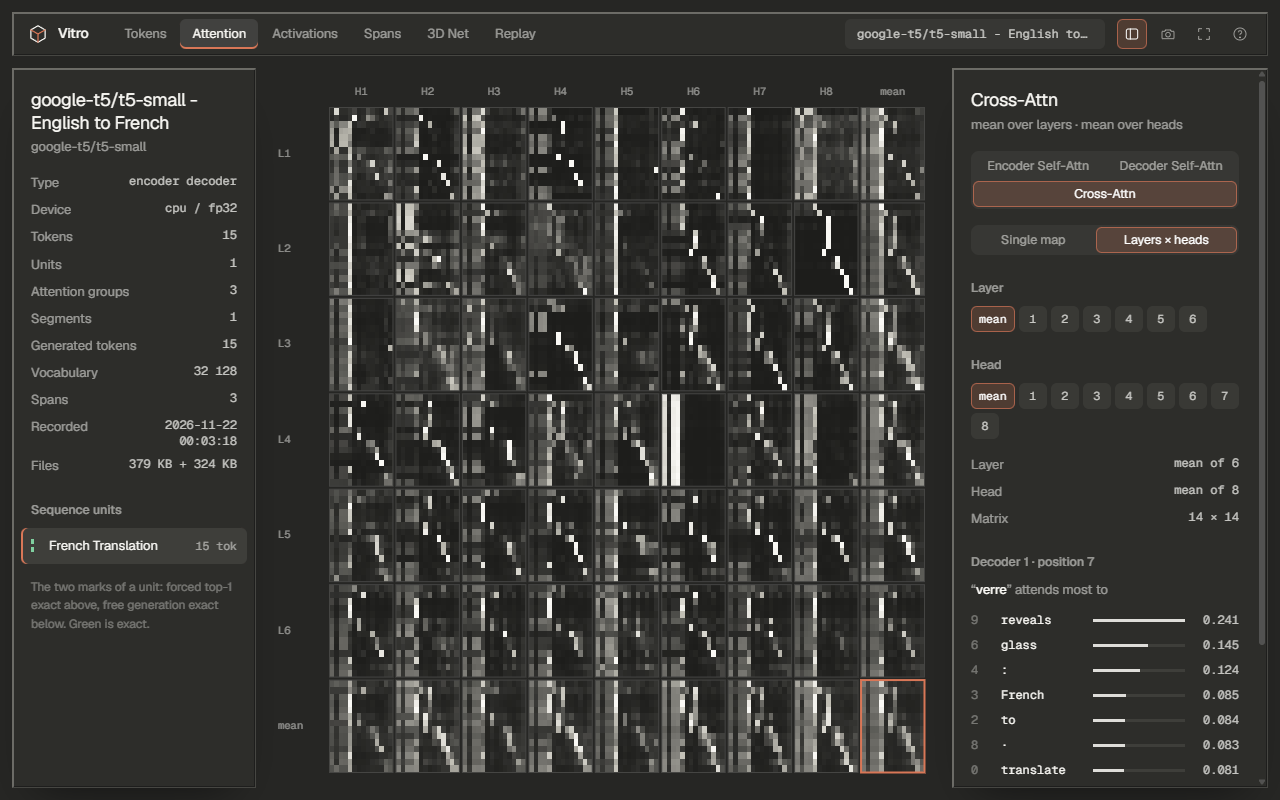 Vitro
Tokens
Attention
Activations
Spans
3D Net
Replay
google-t5/t5-small - English to…
google-t5/t5-small -
English to French
google-t5/t5-small
Type encoder decoder
Device cpu / fp32
Tokens 15
Units 1
Attention groups 3
Segments 1
Generated tokens 15
Vocabulary 32 128
Spans 3
Recorded 2026-11-22
00:03:18
Files 379 KB + 324 KB
Sequence units
French Translation 15 tok
The two marks of a unit: forced top-1
exact above, free generation exact
below. Green is exact.
H1 H2 H3 H4 H5 H6 H7 H8 mean
L1
L2
L3
L4
L5
L6
mean
Cross-Attn
mean over layers · mean over heads
Encoder Self-Attn Decoder Self-Attn
Cross-Attn
Single map Layers × heads
Layer
mean 1 2 3 4 5 6
Head
mean 1 2 3 4 5 6 7
8
Layer mean of 6
Head mean of 8
Matrix 14 × 14
Decoder 1 · position 7
“verre” attends most to
9 reveals 0.241
6 glass 0.145
4 : 0.124
3 French 0.085
2 to 0.084
8 · 0.083
0 translate 0.081